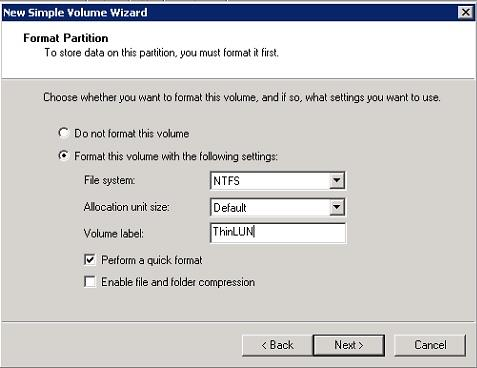 New Simple Volume Wizard
Format Partition
To store data on this partition, you must format it first.
Choose whether you want to format this volume, and if so, what settings you want to use.
Do not format this volume
Format this volume with the following settings:
File system: NTFS
Allocation unit size: Default
Volume label: ThinLUN
Perform a quick format
Enable file and folder compression
< Back Next > Cancel